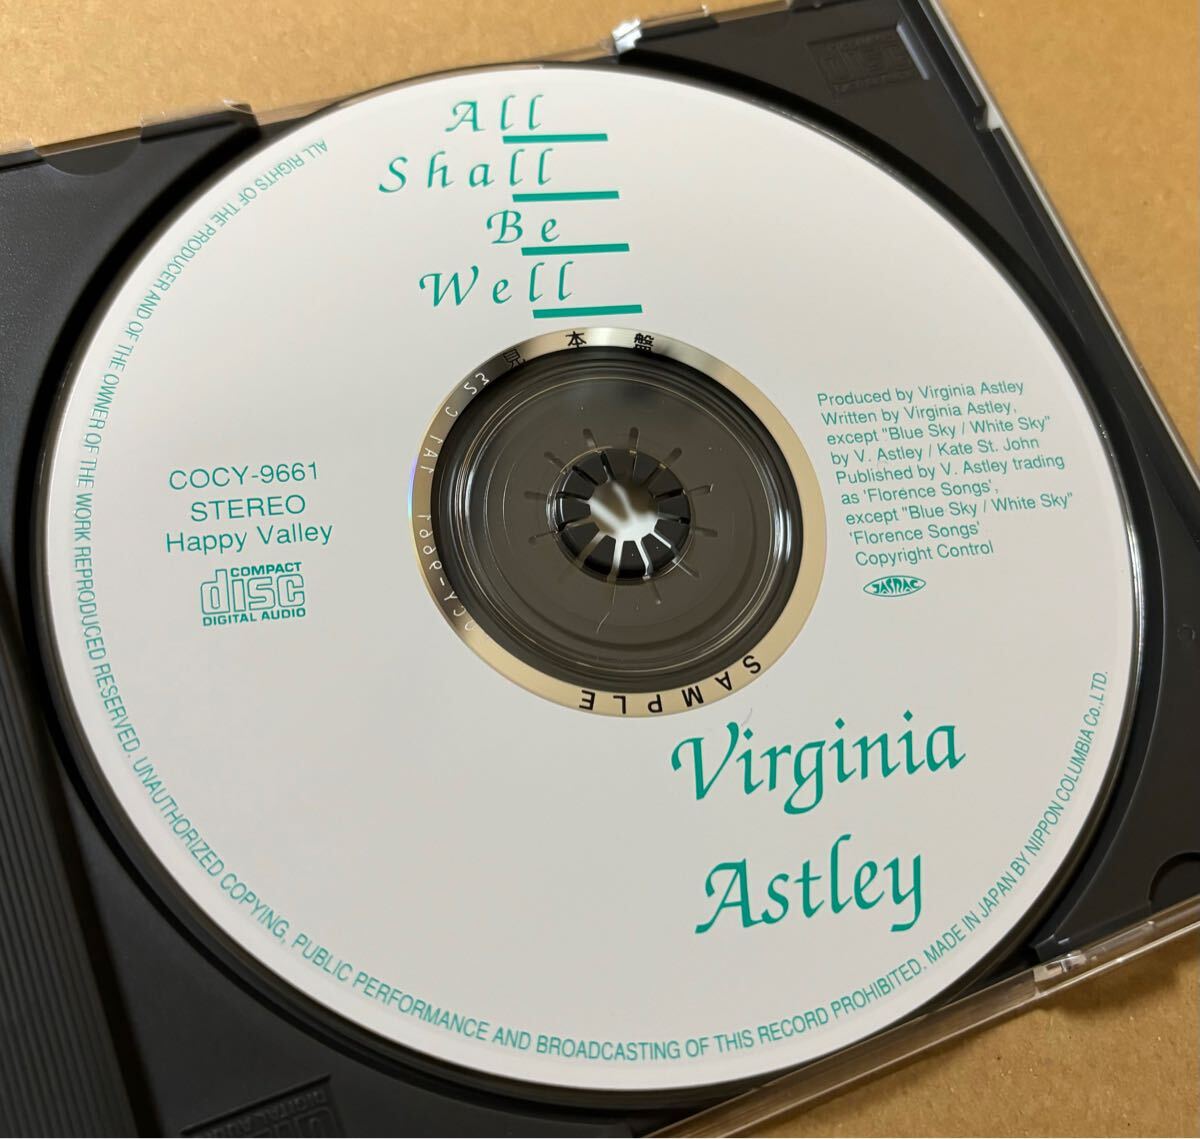 All
Shall
Be
Well
見本盤
SAMPLE
COCY-9661
STEREO
Happy Valley
COMPACT
disc
DIGITAL AUDIO
Produced by Virginia Astley
Written by Virginia Astley,
except "Blue Sky / White Sky"
by V. Astley / Kate St. John
Published by V. Astley trading
as 'Florence Songs',
except "Blue Sky / White Sky"
'Florence Songs'
Copyright Control
JASRAC
Virginia
Astley
ALL RIGHTS OF THE PRODUCER AND OF THE OWNER OF THE WORK REPRODUCED RESERVED. UNAUTHORIZED COPYING, PUBLIC PERFORMANCE AND BROADCASTING OF THIS RECORD PROHIBITED. MADE IN JAPAN BY NIPPON COLUMBIA Co.,LTD.